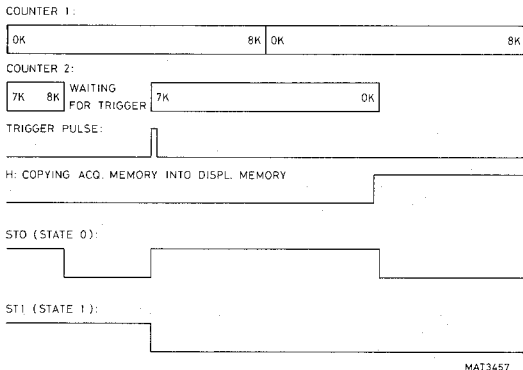 COUNTER 1:
0K 8K 0K 8K
COUNTER 2:
7K 8K WAITING FOR TRIGGER 7K 0K
TRIGGER PULSE:
H: COPYING ACQ. MEMORY INTO DISPL. MEMORY
ST0 (STATE 0):
ST1 (STATE 1):
MAT3457